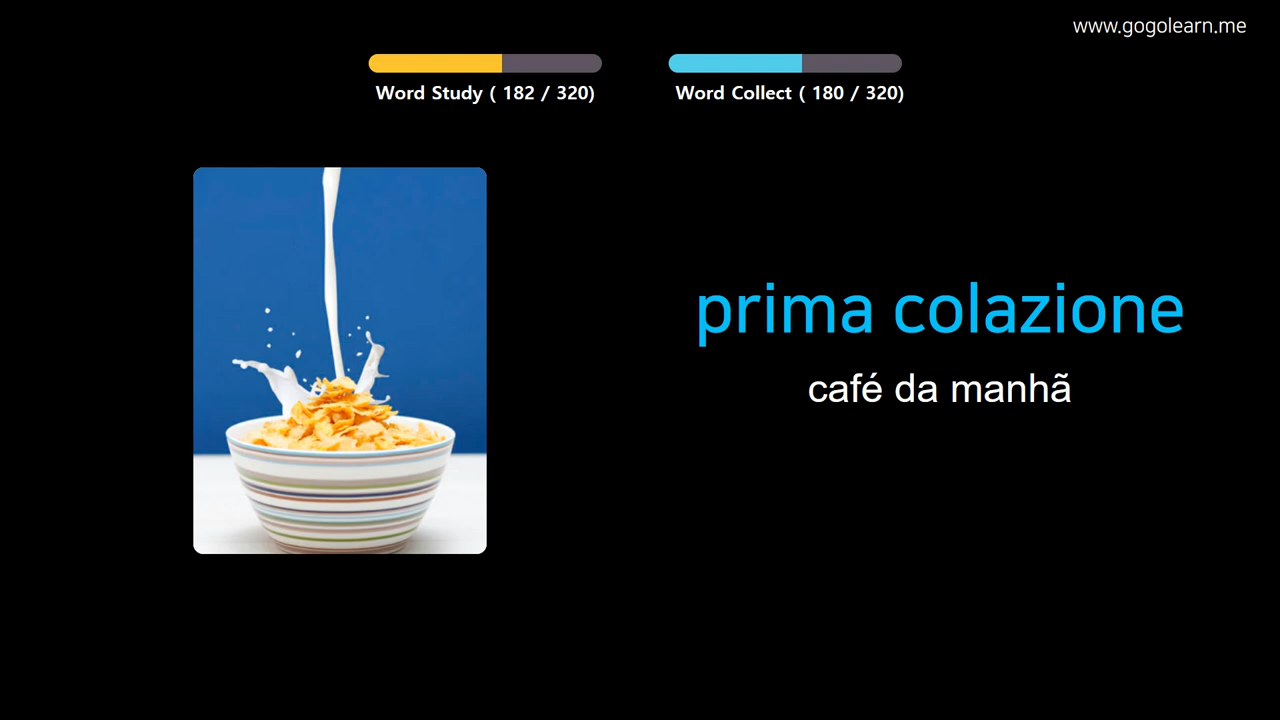 www.gogolearn.me
Word Study ( 182 / 320)
Word Collect ( 180 / 320)
prima colazione
café da manhã